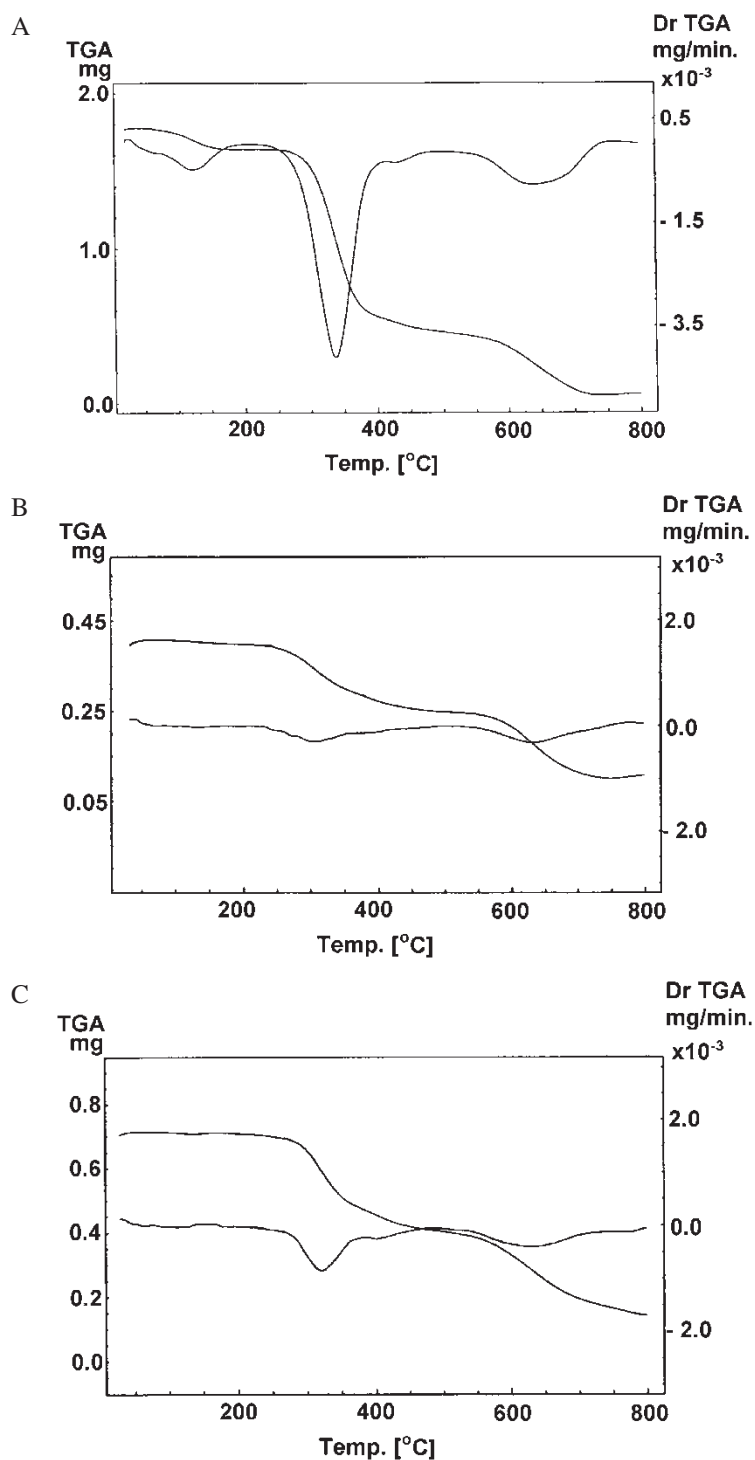 A
TGA
mg
Dr TGA
mg/min.
x10-3
2.0
1.0
0.0
0.5
- 1.5
- 3.5
200 400 600 800
Temp. [oC]
B
TGA
mg
Dr TGA
mg/min.
x10-3
0.45
0.25
0.05
2.0
0.0
- 2.0
200 400 600 800
Temp. [oC]
C
TGA
mg
Dr TGA
mg/min.
x10-3
0.8
0.6
0.4
0.2
0.0
2.0
0.0
- 2.0
200 400 600 800
Temp. [oC]